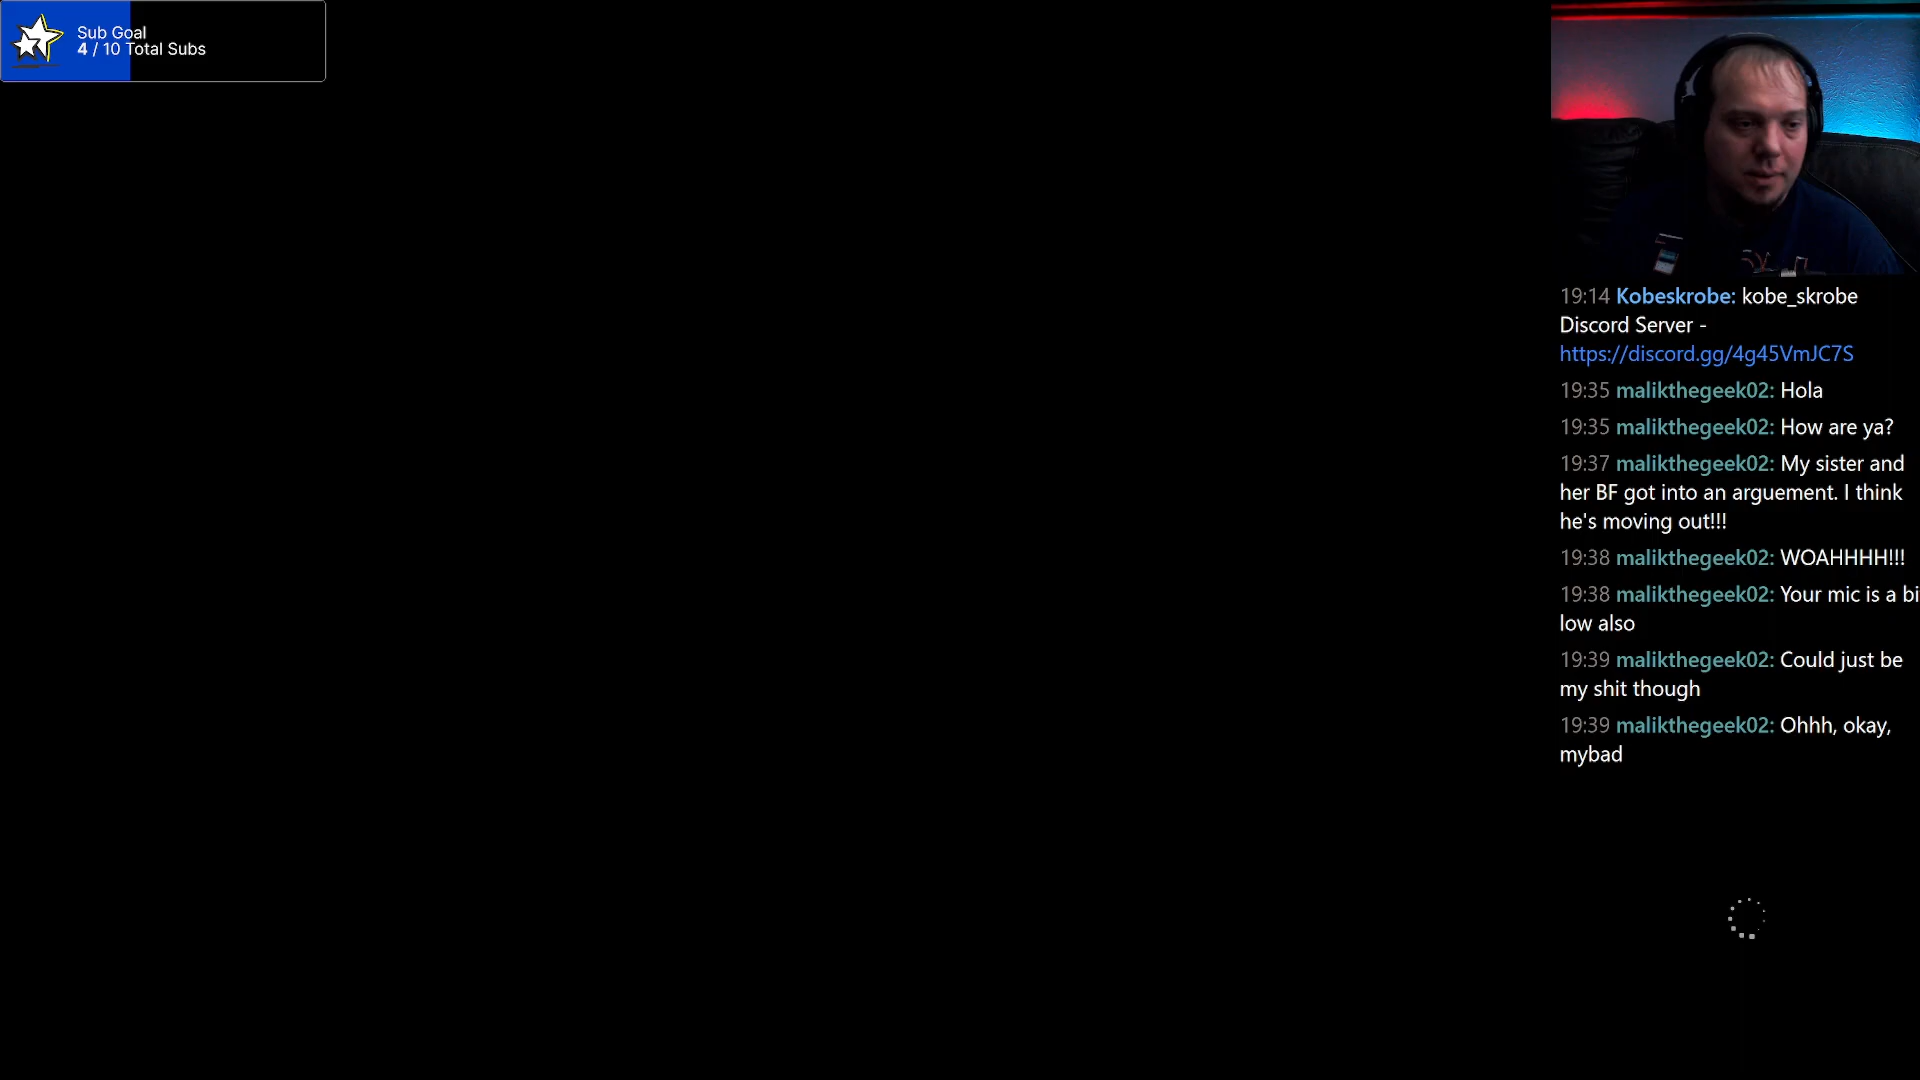 Sub Goal
4 / 10 Total Subs
19:14 Kobeskrobe: kobe_skrobe
Discord Server -
https://discord.gg/4g45VmJC7S
19:35 malikthegeek02: Hola
19:35 malikthegeek02: How are ya?
19:37 malikthegeek02: My sister and
her BF got into an arguement. I think
he's moving out!!!
19:38 malikthegeek02: WOAHHHH!!!
19:38 malikthegeek02: Your mic is a bi
low also
19:39 malikthegeek02: Could just be
my shit though
19:39 malikthegeek02: Ohhh, okay,
mybad